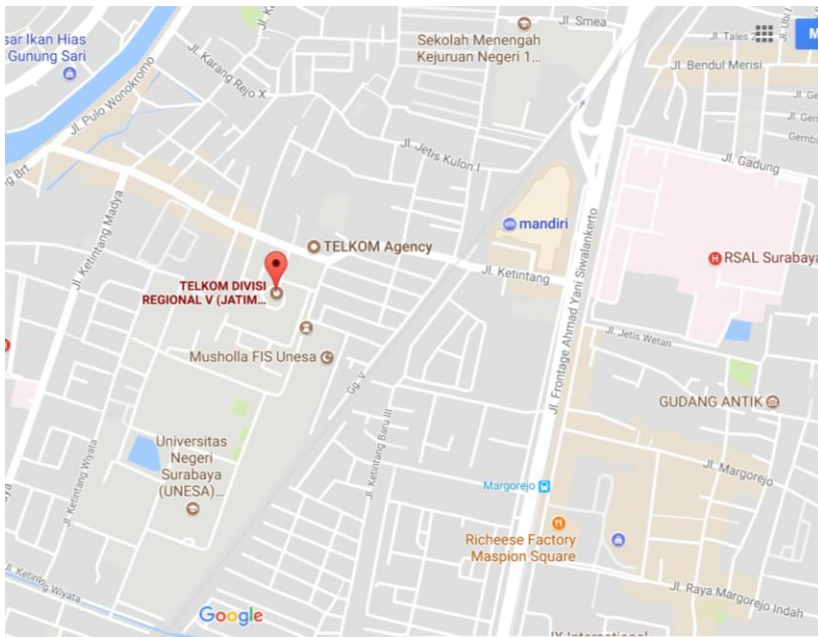 Jl. Smea
sar Ikan Hias
Gunung Sari
Sekolah Menengah
Kejuruan Negeri 1...
Jl. Tales
M
Jl. Bendul Merisi
Jl. Karang Rejo X
Jl. Pulo Wonokromo
Jl. Jetis Kulon I
Jl. Gadung
g Brt.
Jl. Ketintang Madya
mandiri
TELKOM Agency
RSAL Surabaya
Jl. Ketintang
TELKOM DIVISI
REGIONAL V (JATIM...
Jl. Frontage Ahmad Yani Siwalankerto
Musholla FIS Unesa
Jl. Jetis Wetan
Gg. V
GUDANG ANTIK
Jl. Ketintang Baru III
Universitas
Negeri
Surabaya
(UNESA)...
Jl. Ketintang Wiyata
Jl. Margorejo
Margorejo
Richeese Factory
Maspion Square
Jl. Ketintang Wiyata
Jl. Raya Margorejo Indah
Google